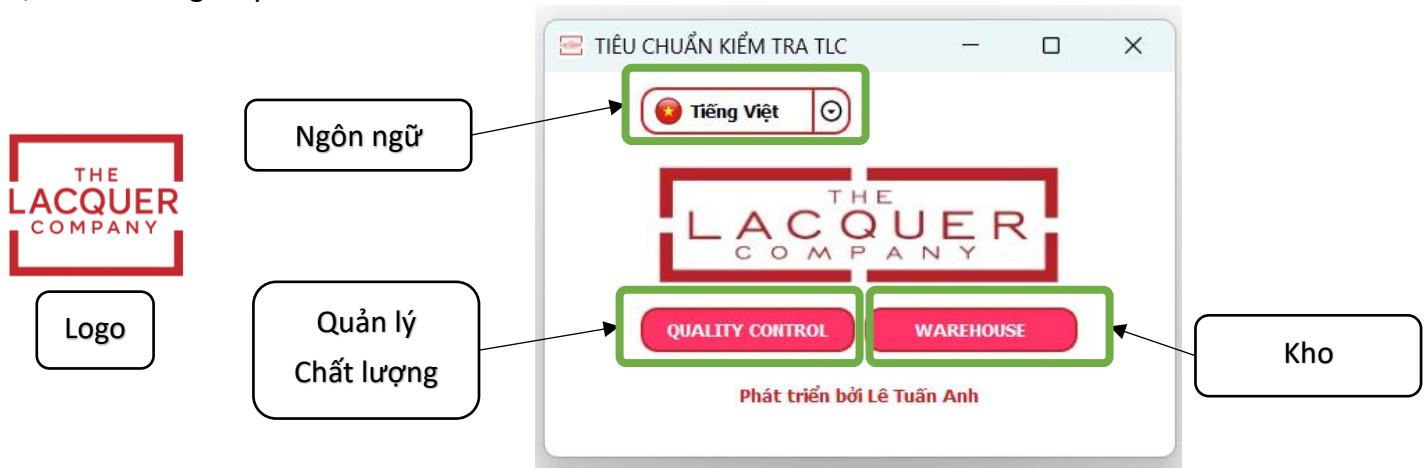 TIÊU CHUẨN KIỂM TRA TLC
Tiếng Việt
Ngôn ngữ
THE
LACQUER
COMPANY
THE
LACQUER
COMPANY
Logo
Quản lý
Chất lượng
QUALITY CONTROL
WAREHOUSE
Kho
Phát triển bởi Lê Tuấn Anh